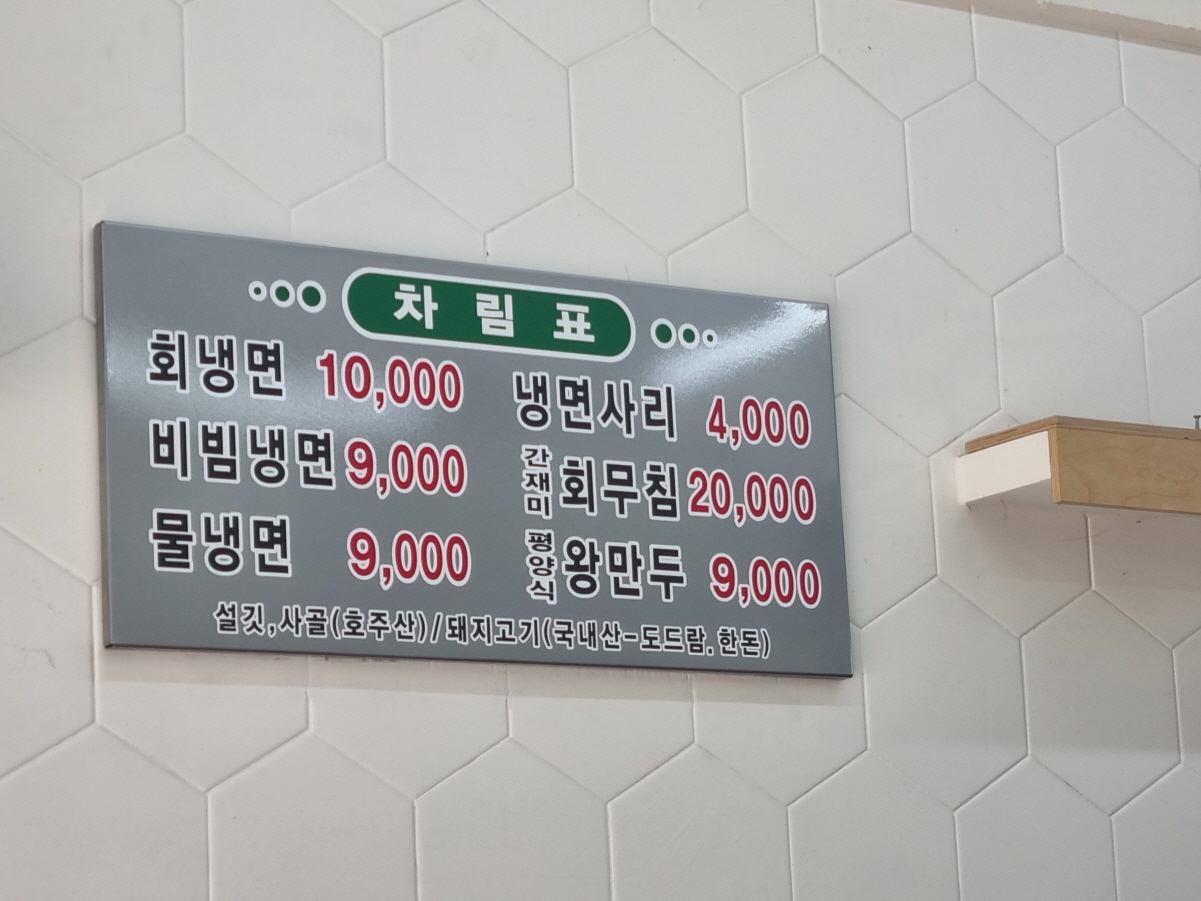 차림표
회냉면 10,000
비빔냉면 9,000
물냉면 9,000
냉면사리 4,000
간재미 회무침 20,000
평양식 왕만두 9,000
설깃,사골(호주산)/돼지고기(국내산-도드람.한돈)